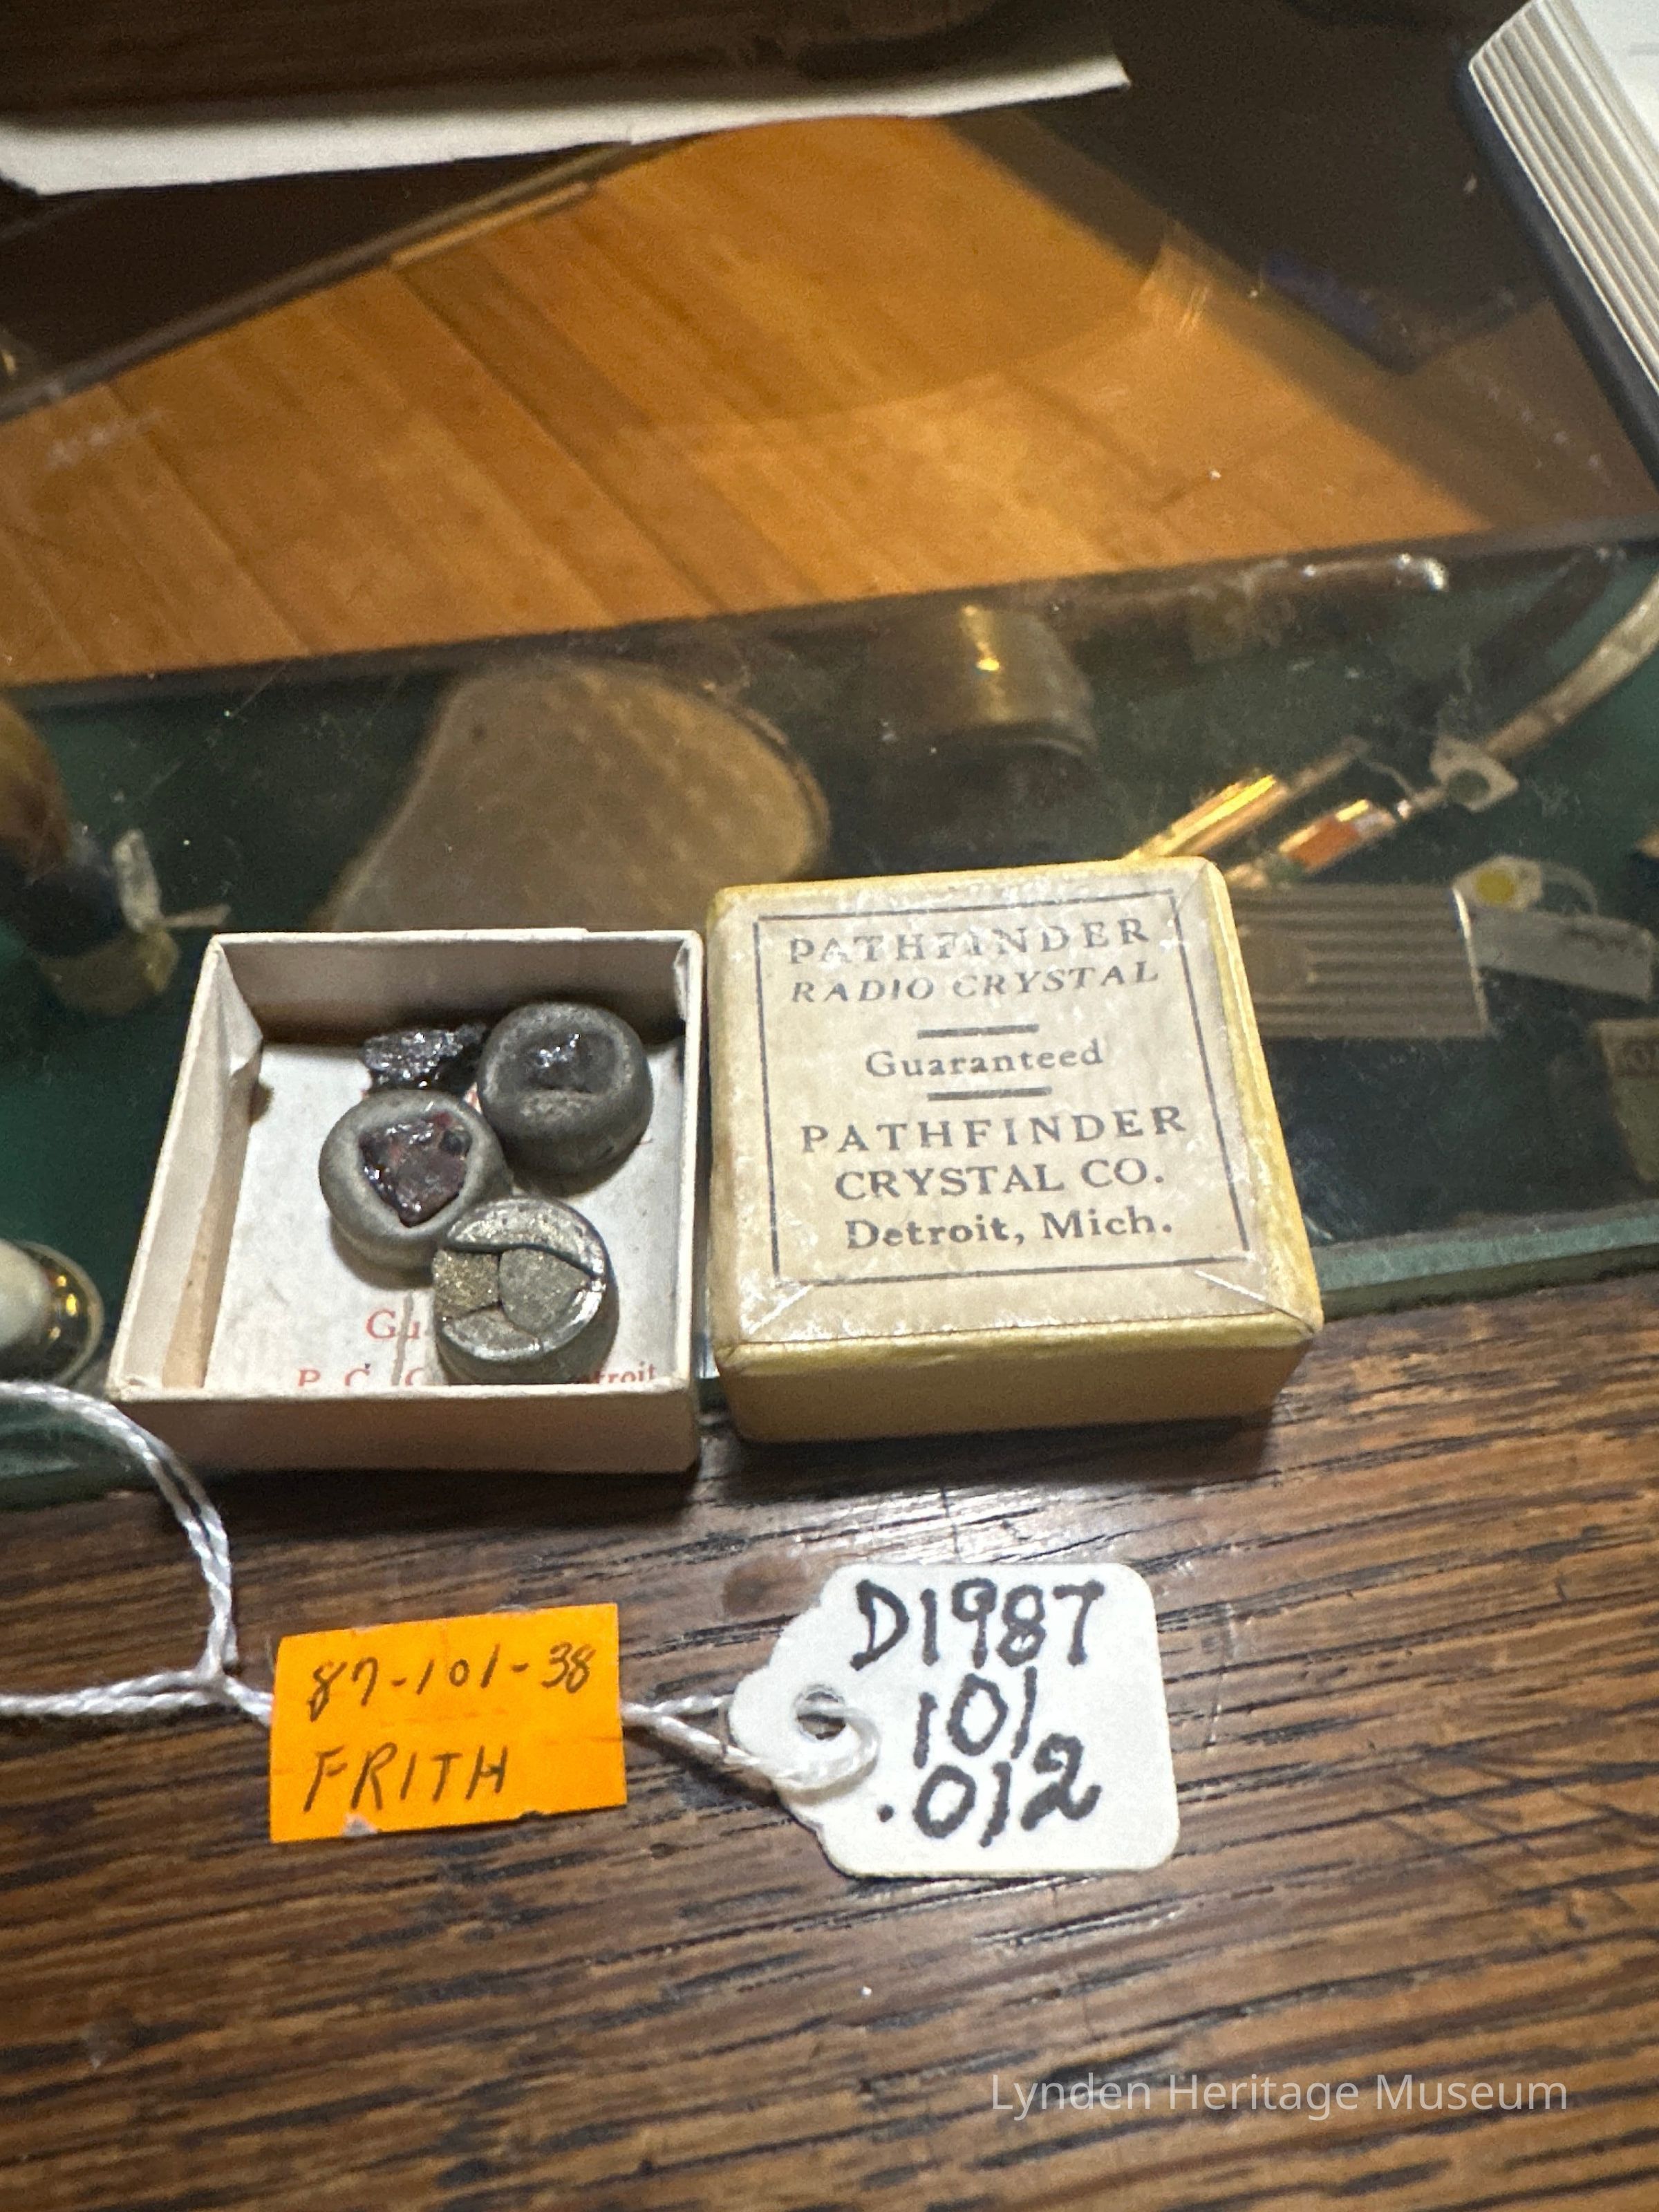 PATHFINDER
RADIO CRYSTAL
Guaranteed
PATHFINDER
CRYSTAL CO.
Detroit, Mich.
87-101-38
FRITH
D1987
101
.012
Lynden Heritage Museum